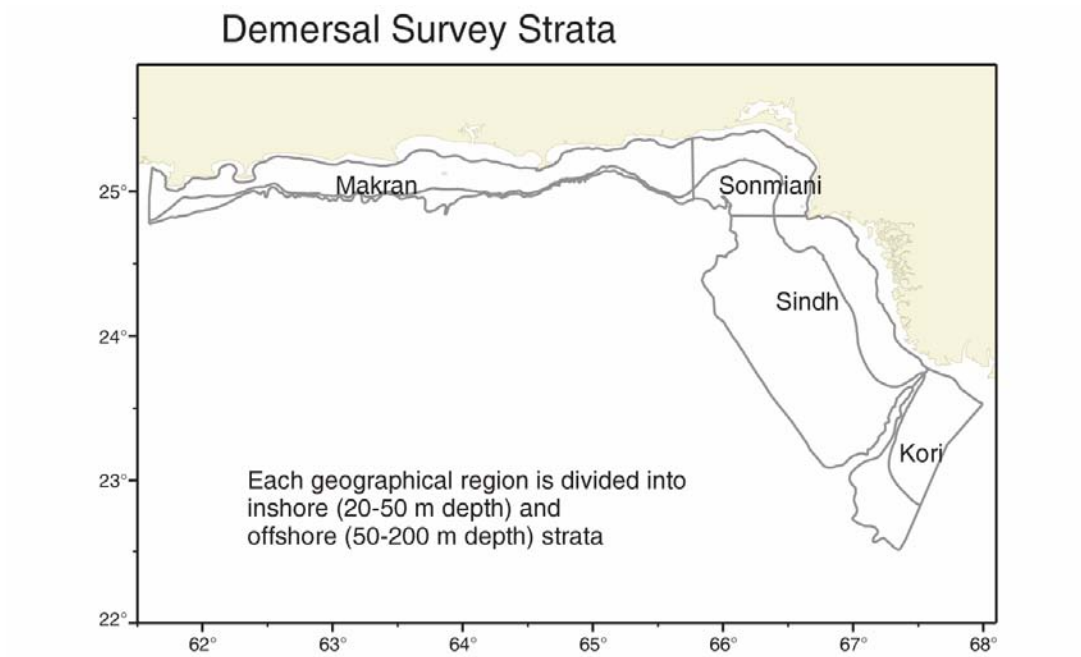 Demersal Survey Strata
25°
24°
23°
22°
Makran
Sonmiani
Sindh
Kori
Each geographical region is divided into
inshore (20-50 m depth) and
offshore (50-200 m depth) strata
62°
63°
64°
65°
66°
67°
68°